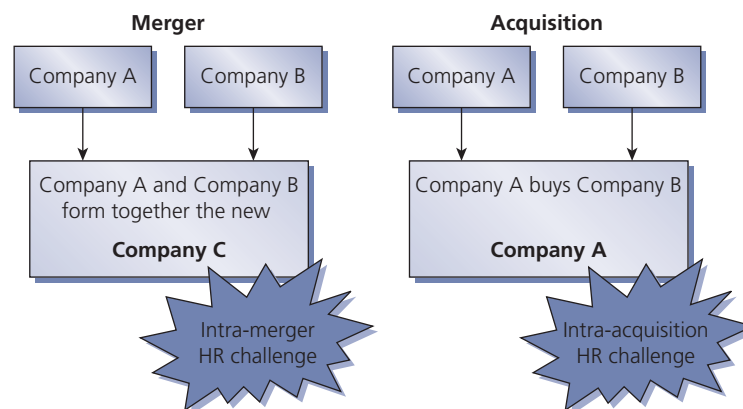 Merger
Acquisition
Company A
Company B
Company A
Company B
Company A and Company B
form together the new
Company C
Company A buys Company B
Company A
Intra-merger
HR challenge
Intra-acquisition
HR challenge